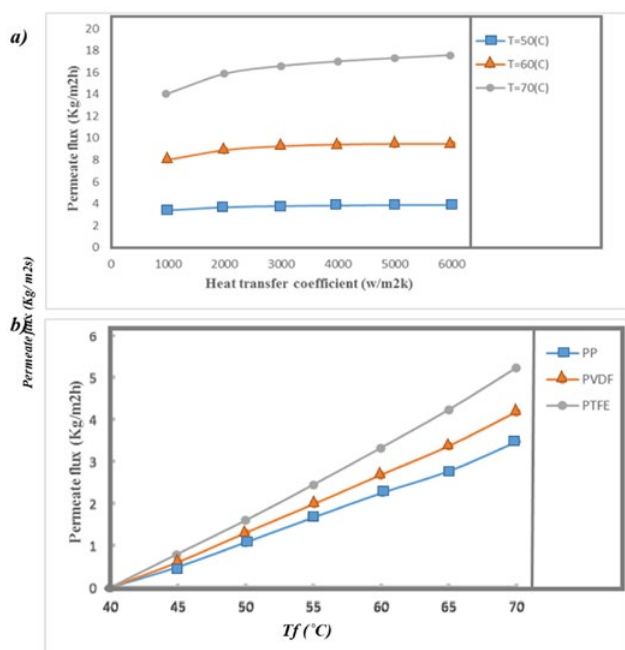 a)
Permeate flux (Kg/m2h)
20
18
16
14
12
10
8
6
4
2
0
0 1000 2000 3000 4000 5000 6000
Heat transfer coefficient (w/m2k)
T=50(C)
T=60(C)
T=70(C)
Permeate flux (Kg/ m2s)
b)
Permeate flux (Kg/m2h)
6
5
4
3
2
1
0
40 45 50 55 60 65 70
Tf (˚C)
PP
PVDF
PTFE